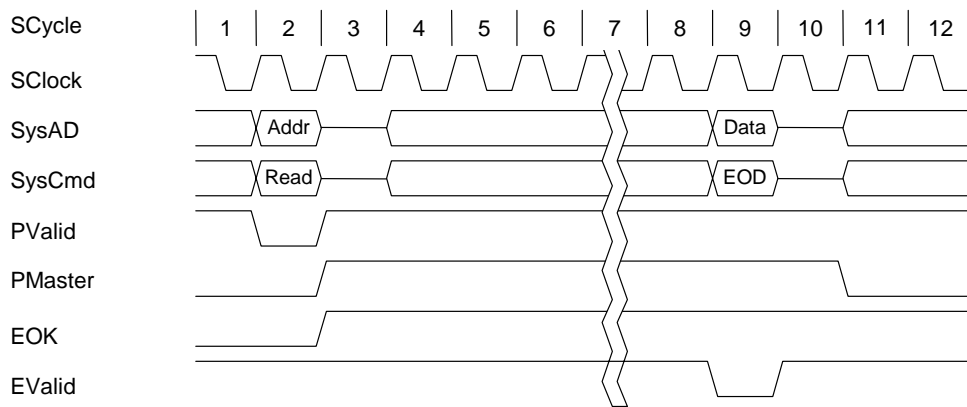 SCycle 1 2 3 4 5 6 7 8 9 10 11 12
SClock
SysAD Addr Data
SysCmd Read EOD
PValid
PMaster
EOK
EValid